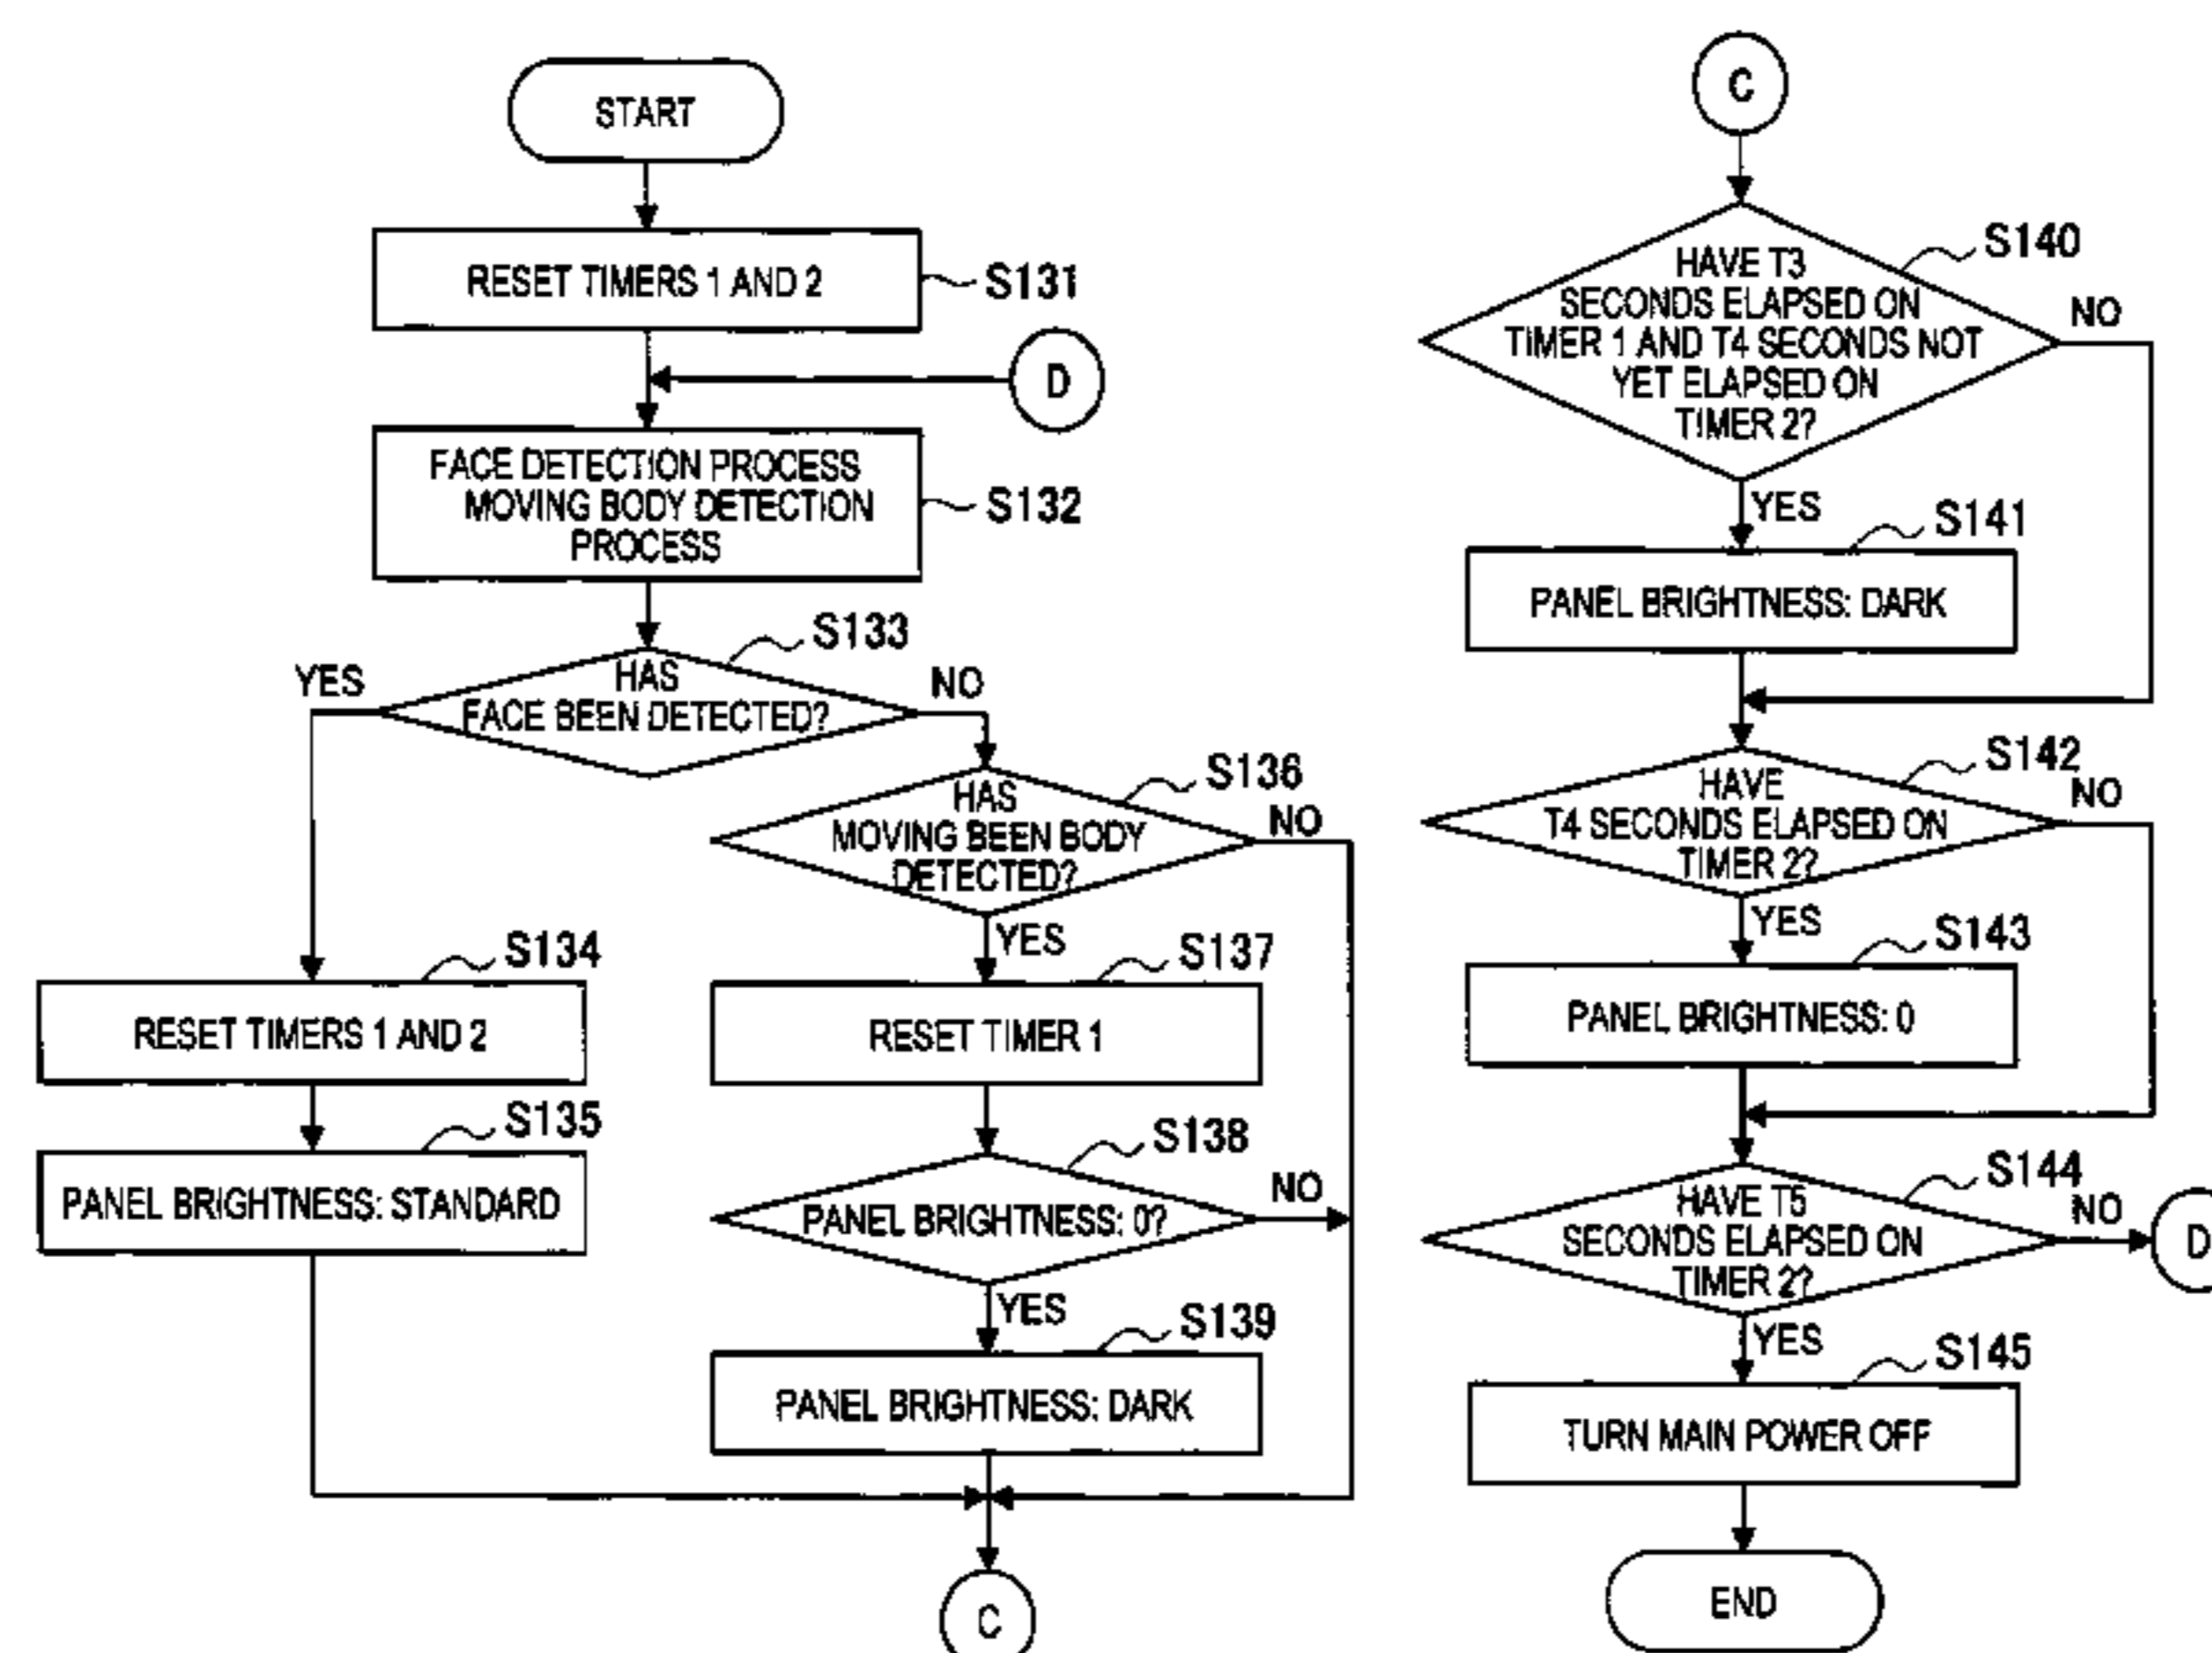 START
RESET TIMERS 1 AND 2
S131
D
FACE DETECTION PROCESS
MOVING BODY DETECTION
PROCESS
S132
S133
HAS
FACE BEEN DETECTED?
YES
NO
S136
HAS
MOVING BEEN BODY
DETECTED?
NO
YES
S134
RESET TIMERS 1 AND 2
S137
RESET TIMER 1
S135
PANEL BRIGHTNESS: STANDARD
S138
PANEL BRIGHTNESS: 0?
NO
YES
S139
PANEL BRIGHTNESS: DARK
C
C
S140
HAVE T3
SECONDS ELAPSED ON
TIMER 1 AND T4 SECONDS NOT
YET ELAPSED ON
TIMER 2?
NO
YES
S141
PANEL BRIGHTNESS: DARK
S142
HAVE
T4 SECONDS ELAPSED ON
TIMER 2?
NO
YES
S143
PANEL BRIGHTNESS: 0
S144
HAVE T5
SECONDS ELAPSED ON
TIMER 2?
NO
D
YES
S145
TURN MAIN POWER OFF
END